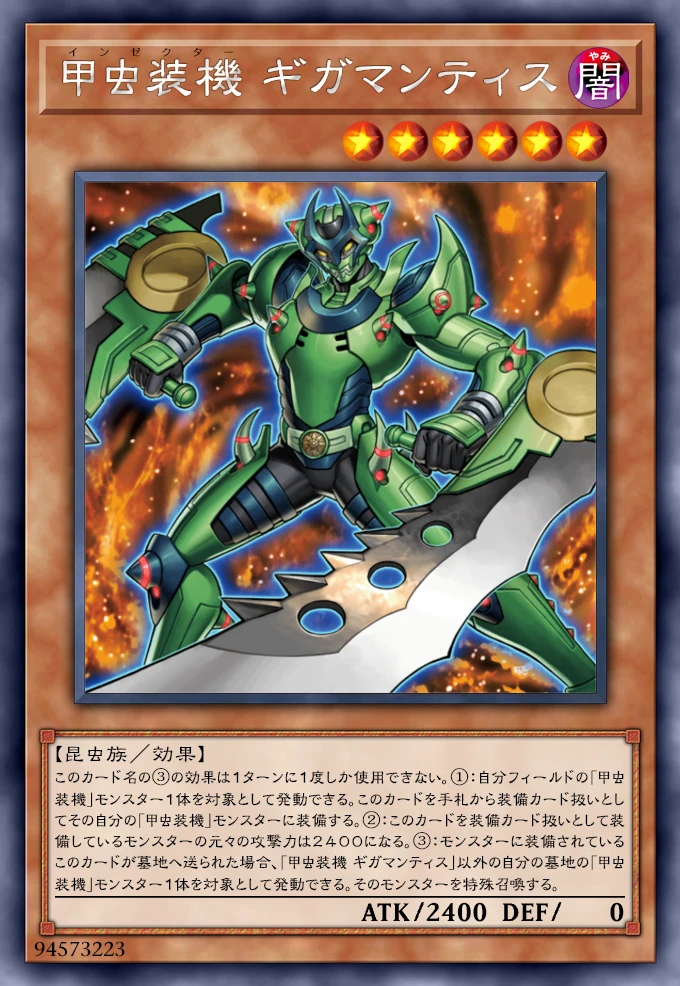 インゼクター
甲虫装機 ギガマンティス
やみ
闇
【昆虫族／効果】
このカード名の③の効果は１ターンに１度しか使用できない。①:自分フィールドの「甲虫
装機」モンスター１体を対象として発動できる。このカードを手札から装備カード扱いとし
てその自分の「甲虫装機」モンスターに装備する。②:このカードを装備カード扱いとして装
備しているモンスターの元々の攻撃力は２４００になる。③:モンスターに装備されている
このカードが墓地へ送られた場合、「甲虫装機 ギガマンティス」以外の自分の墓地の「甲虫
装機」モンスター１体を対象として発動できる。そのモンスターを特殊召喚する。
ATK/2400 DEF/ 0
94573223